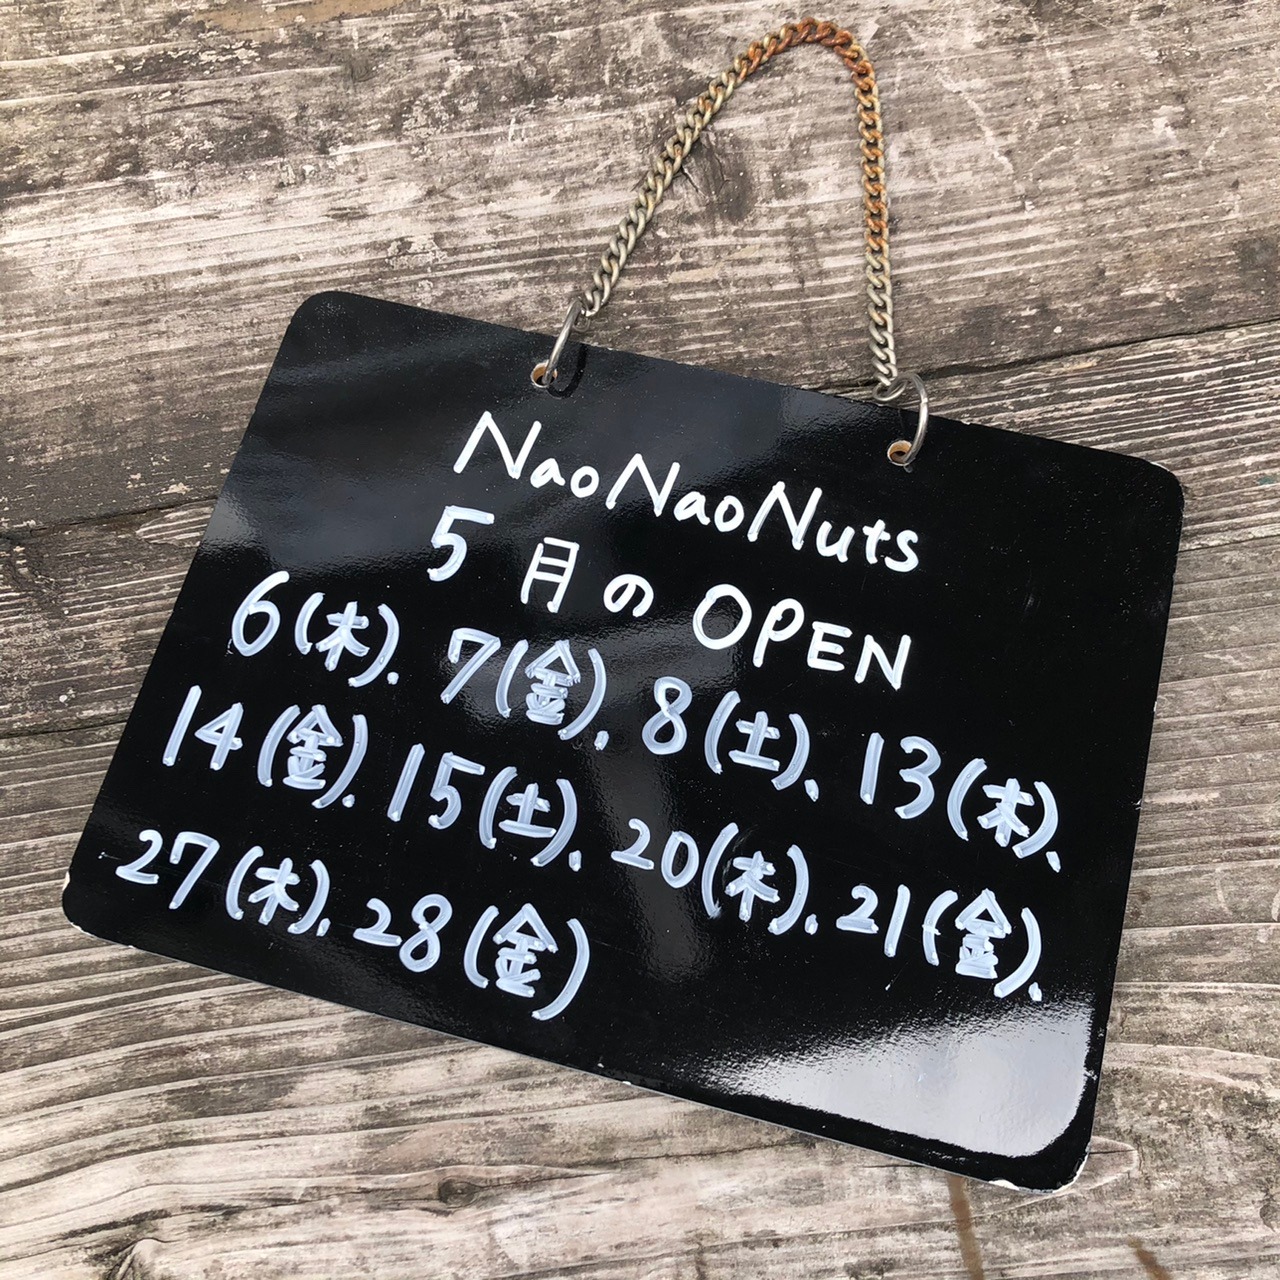 NaoNaoNuts
5月のOPEN
6(木)、7(金)、8(土)、13(木)、
14(金)、15(土)、20(木)、21(金)、
27(木)、28(金)